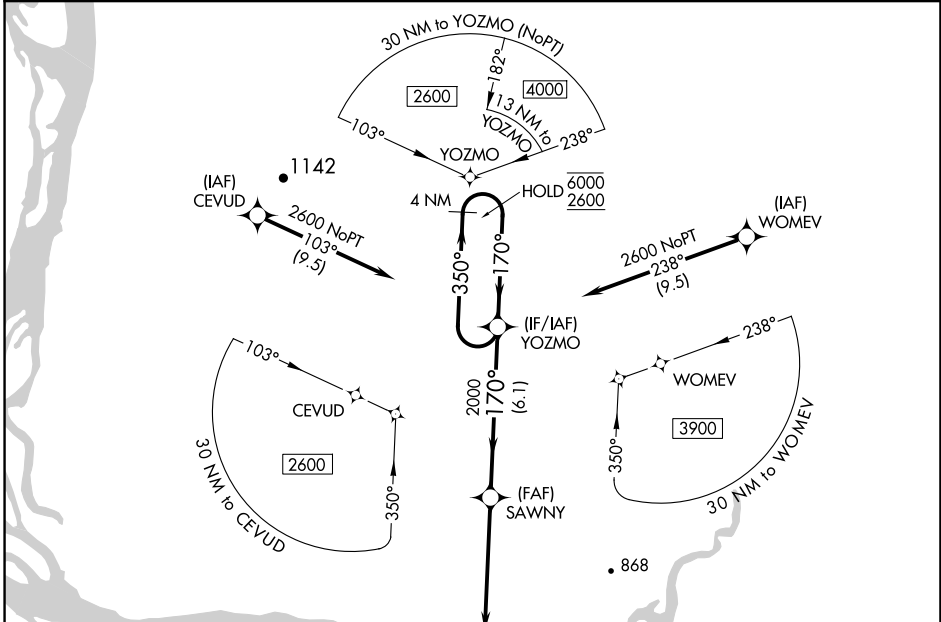 30 NM to YOZMO (NoPT)
182°
2600
4000
13 NM to
YOZMO
103°
238°
YOZMO
1142
(IAF)
CEVUD
4 NM
HOLD
6000
2600
(IAF)
WOMEV
2600 NoPT
103°
(9.5)
2600 NoPT
238°
(9.5)
350°
170°
(IF/IAF)
YOZMO
103°
238°
2000
170°
(6.1)
CEVUD
WOMEV
2600
3900
350°
350°
30 NM to CEVUD
30 NM to WOMEV
(FAF)
SAWNY
868